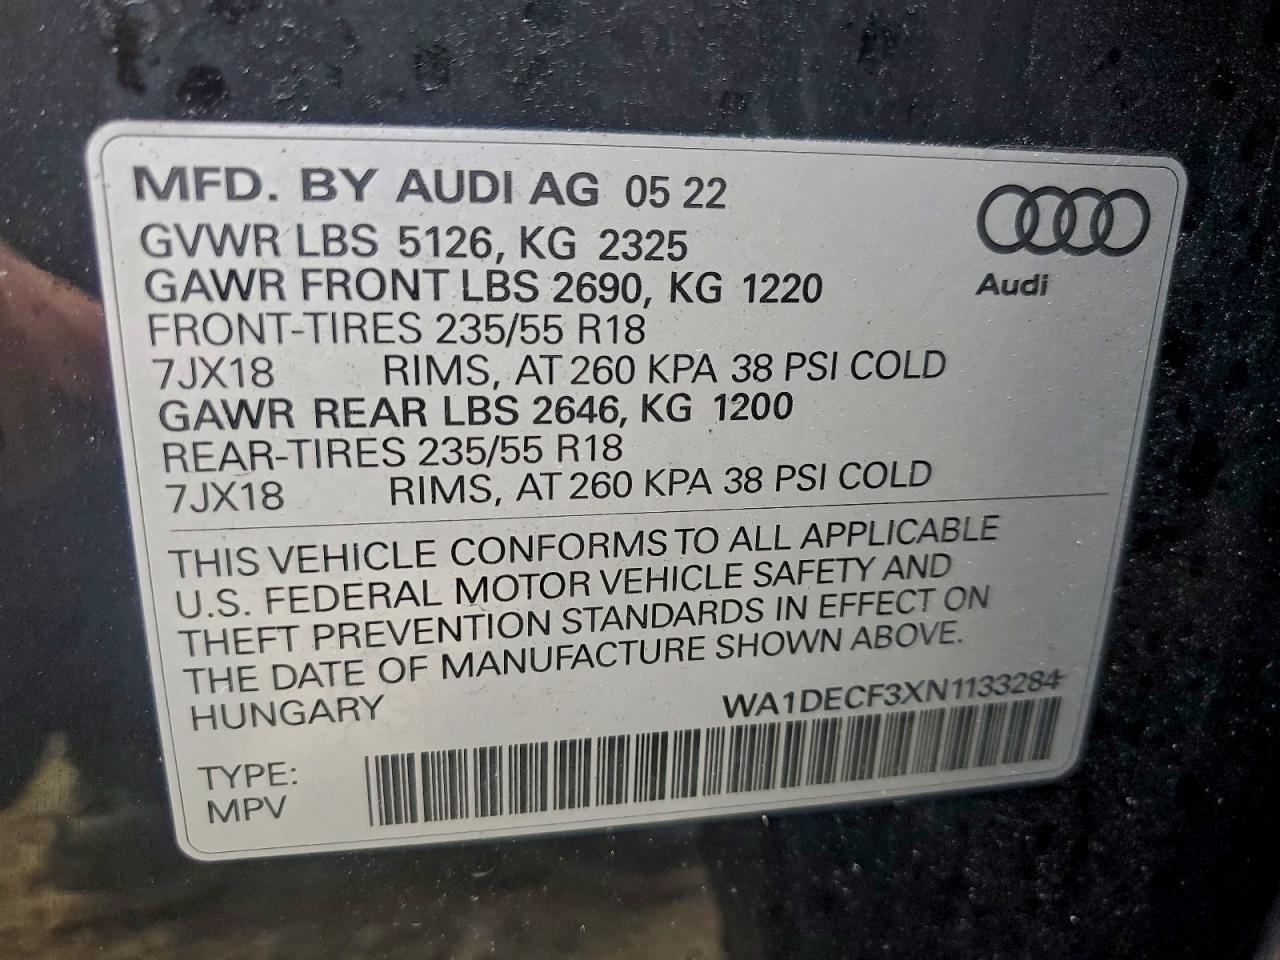 MFD. BY AUDI AG 05 22
GVWR LBS 5126, KG 2325
GAWR FRONT LBS 2690, KG 1220
Audi
FRONT-TIRES 235/55 R18
7JX18 RIMS, AT 260 KPA 38 PSI COLD
GAWR REAR LBS 2646, KG 1200
REAR-TIRES 235/55 R18
7JX18 RIMS, AT 260 KPA 38 PSI COLD
THIS VEHICLE CONFORMS TO ALL APPLICABLE
U.S. FEDERAL MOTOR VEHICLE SAFETY AND
THEFT PREVENTION STANDARDS IN EFFECT ON
THE DATE OF MANUFACTURE SHOWN ABOVE.
HUNGARY WA1DECF3XN1133284
TYPE:
MPV